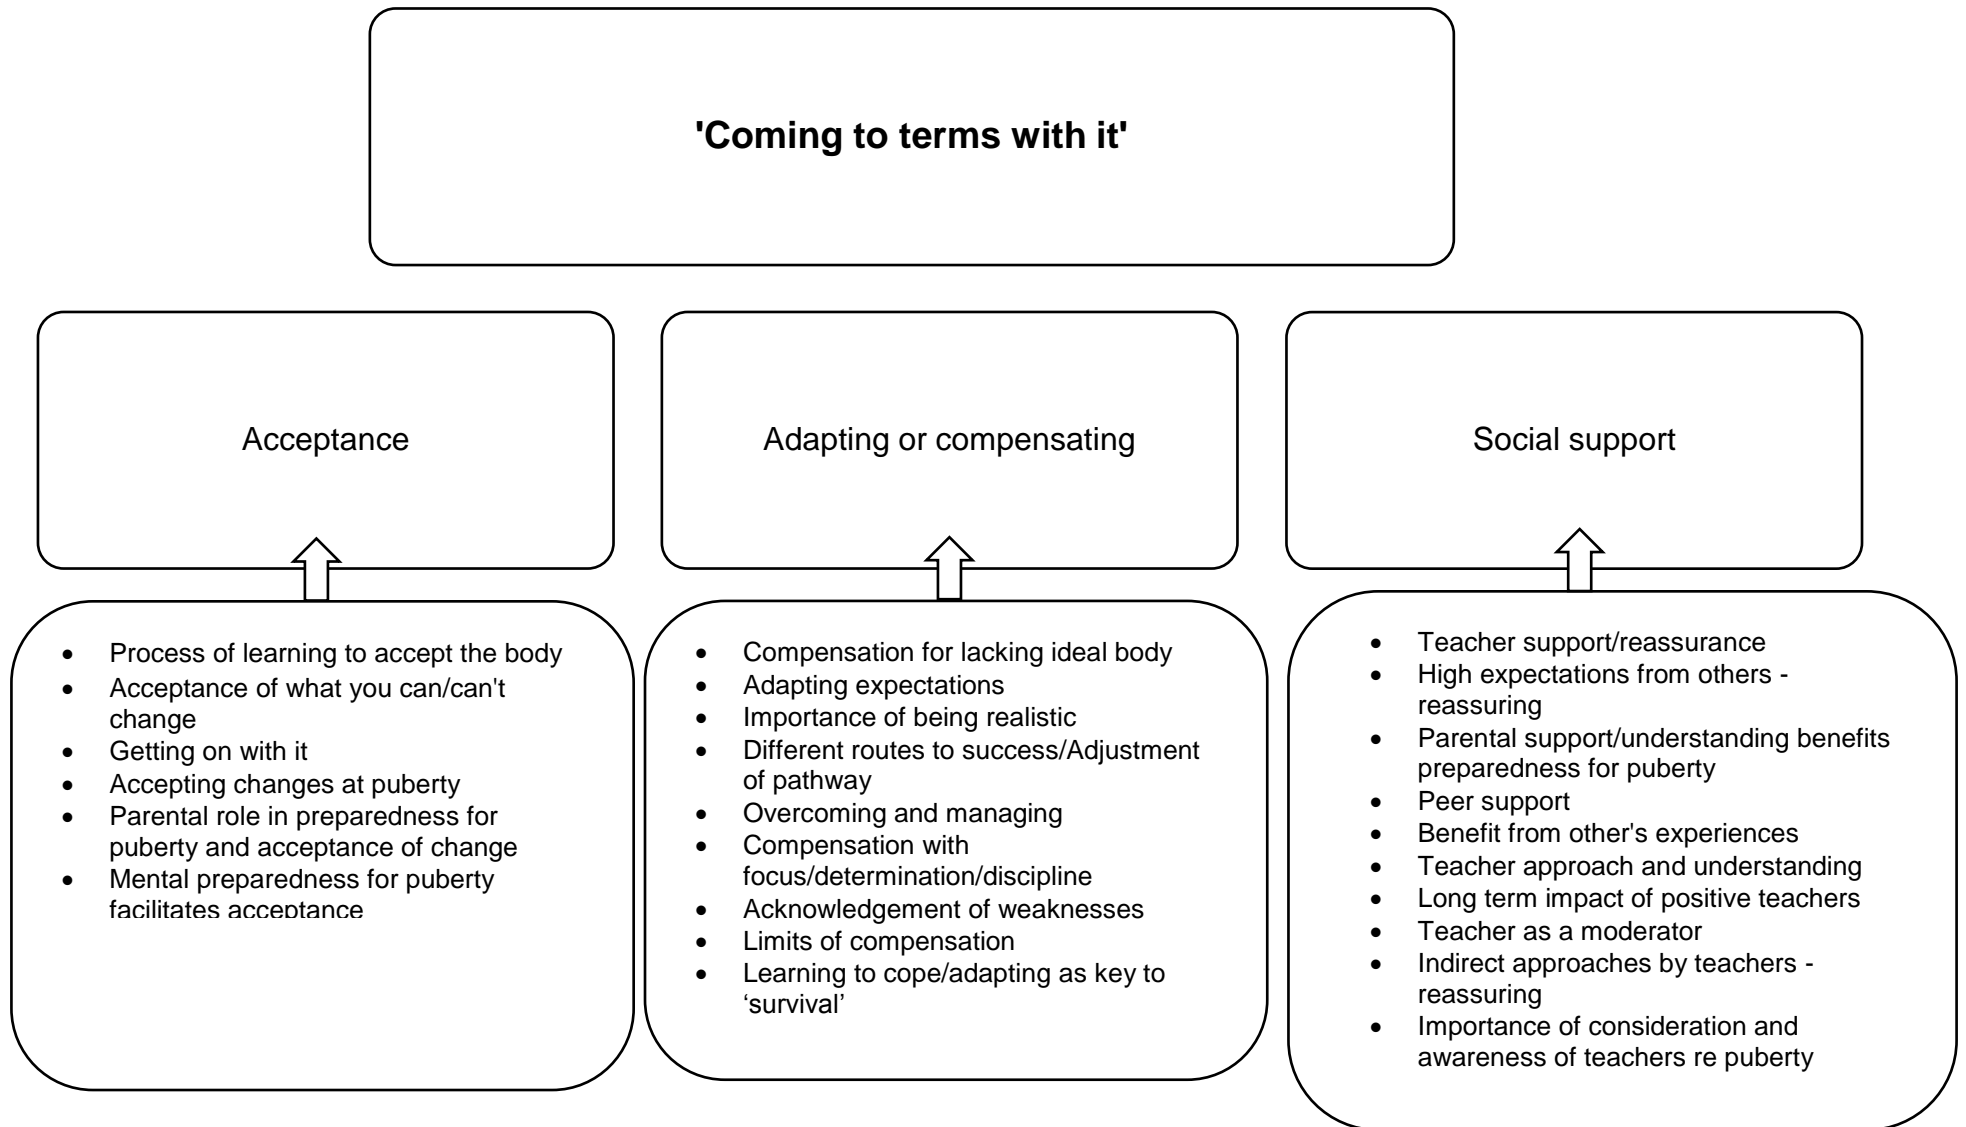 'Coming to terms with it'
Acceptance
Adapting or compensating
Social support
• Process of learning to accept the body
• Acceptance of what you can/can't
change
• Getting on with it
• Accepting changes at puberty
• Parental role in preparedness for
puberty and acceptance of change
• Mental preparedness for puberty
facilitates acceptance
• Compensation for lacking ideal body
• Adapting expectations
• Importance of being realistic
• Different routes to success/Adjustment
of pathway
• Overcoming and managing
• Compensation with
focus/determination/discipline
• Acknowledgement of weaknesses
• Limits of compensation
• Learning to cope/adapting as key to
‘survival’
• Teacher support/reassurance
• High expectations from others -
reassuring
• Parental support/understanding benefits
preparedness for puberty
• Peer support
• Benefit from other's experiences
• Teacher approach and understanding
• Long term impact of positive teachers
• Teacher as a moderator
• Indirect approaches by teachers -
reassuring
• Importance of consideration and
awareness of teachers re puberty